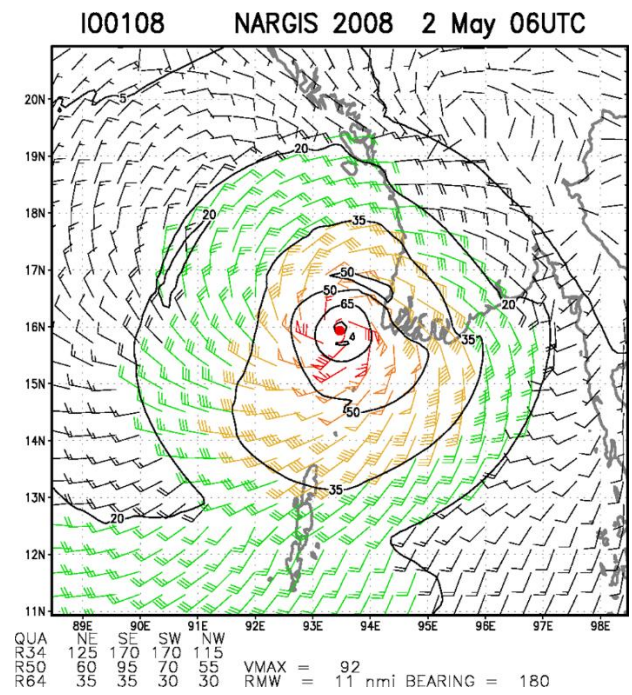 IO0108 NARGIS 2008 2 May 06UTC
5
20N
20
19N
18N
35
20
17N
50
50
65
20
16N
35
15N
50
14N
35
13N
20
12N
11N
89E 90E 91E 92E 93E 94E 95E 96E 97E 98E
QUA NE SE SW NW
R34 125 170 170 115
R50 60 95 70 55 VMAX = 92
R64 35 35 30 30 RMW = 11 nmi BEARING = 180